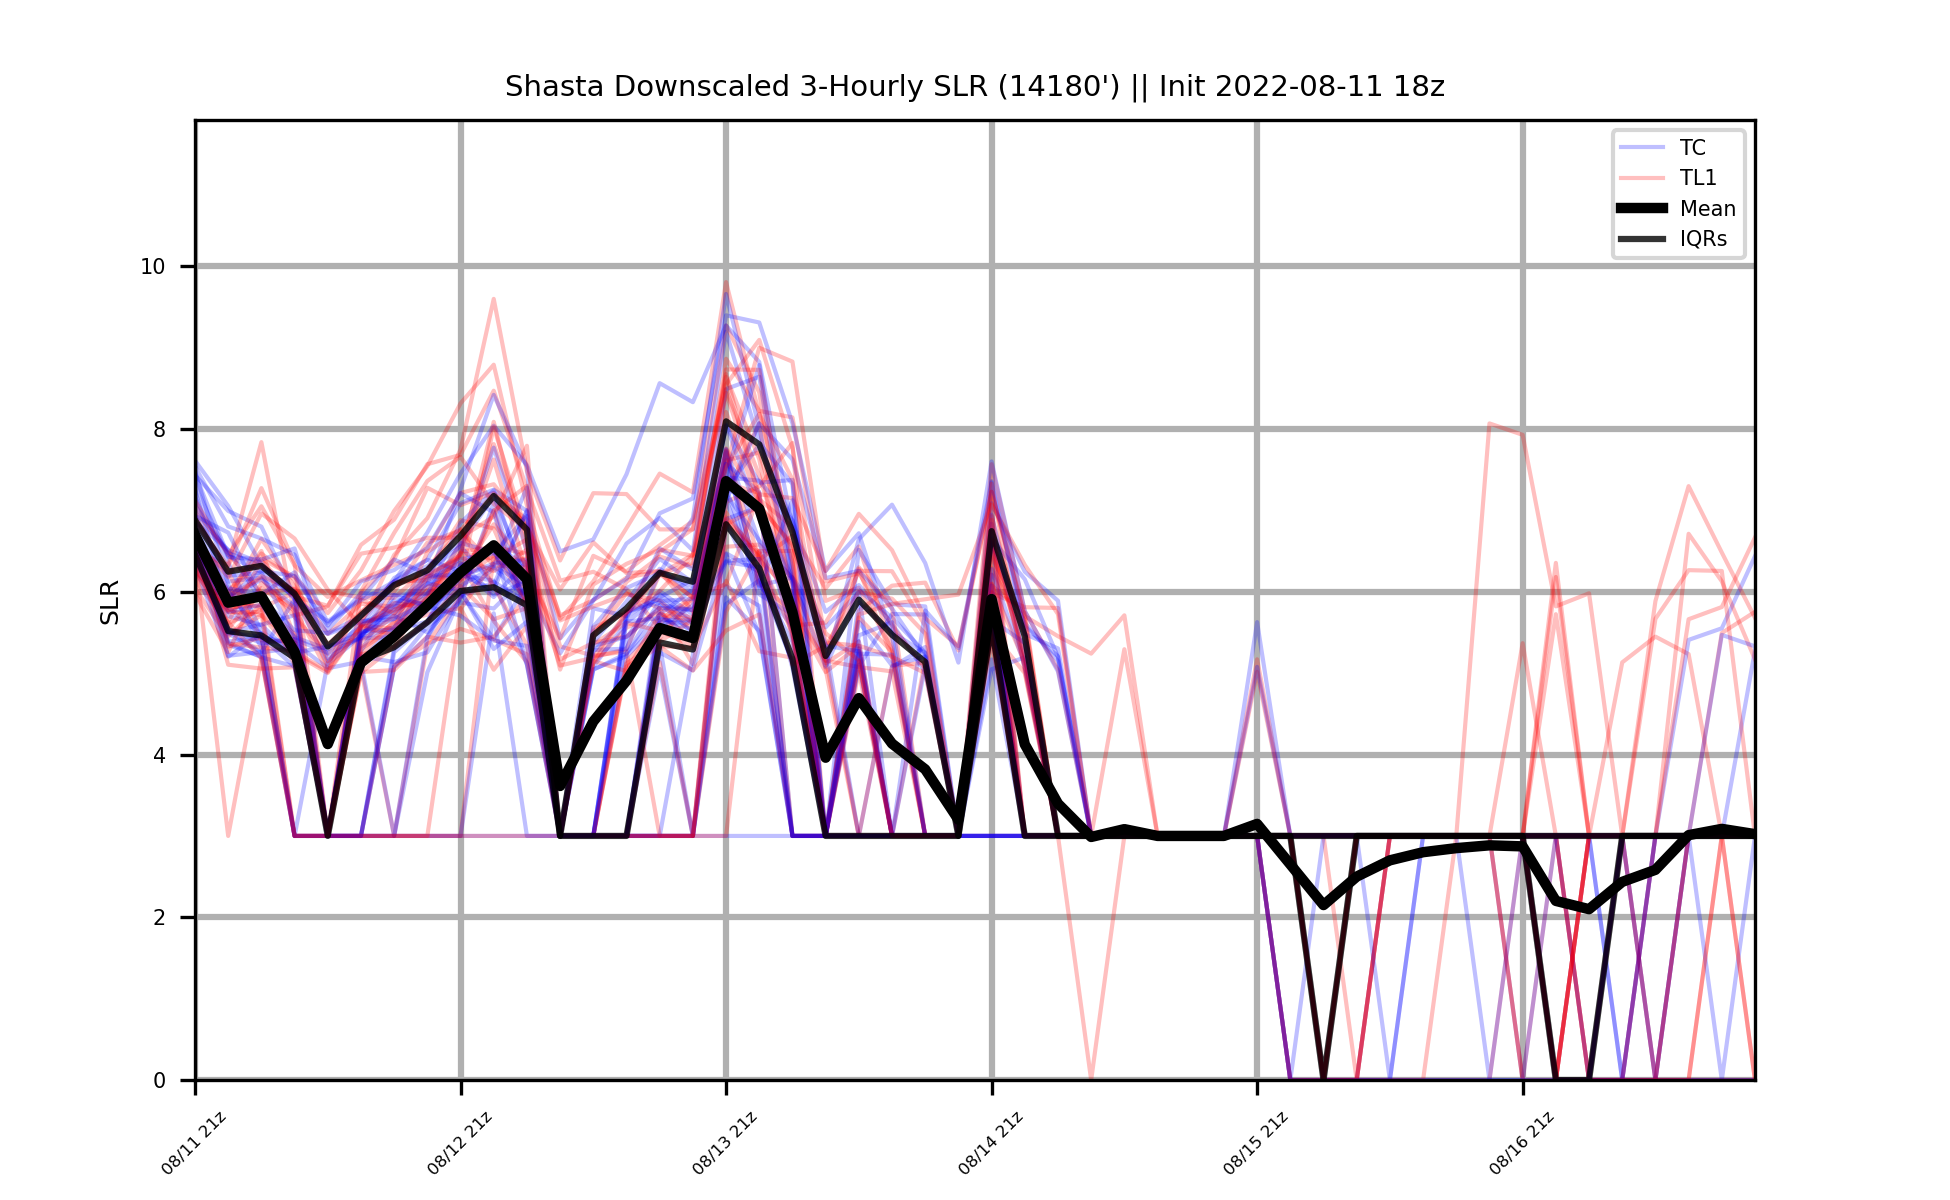 Shasta Downscaled 3-Hourly SLR (14180') || Init 2022-08-11 18z
TC
TL1
Mean
IQRs
SLR
10
8
6
4
2
0
08/11 21z
08/12 21z
08/13 21z
08/14 21z
08/15 21z
08/16 21z